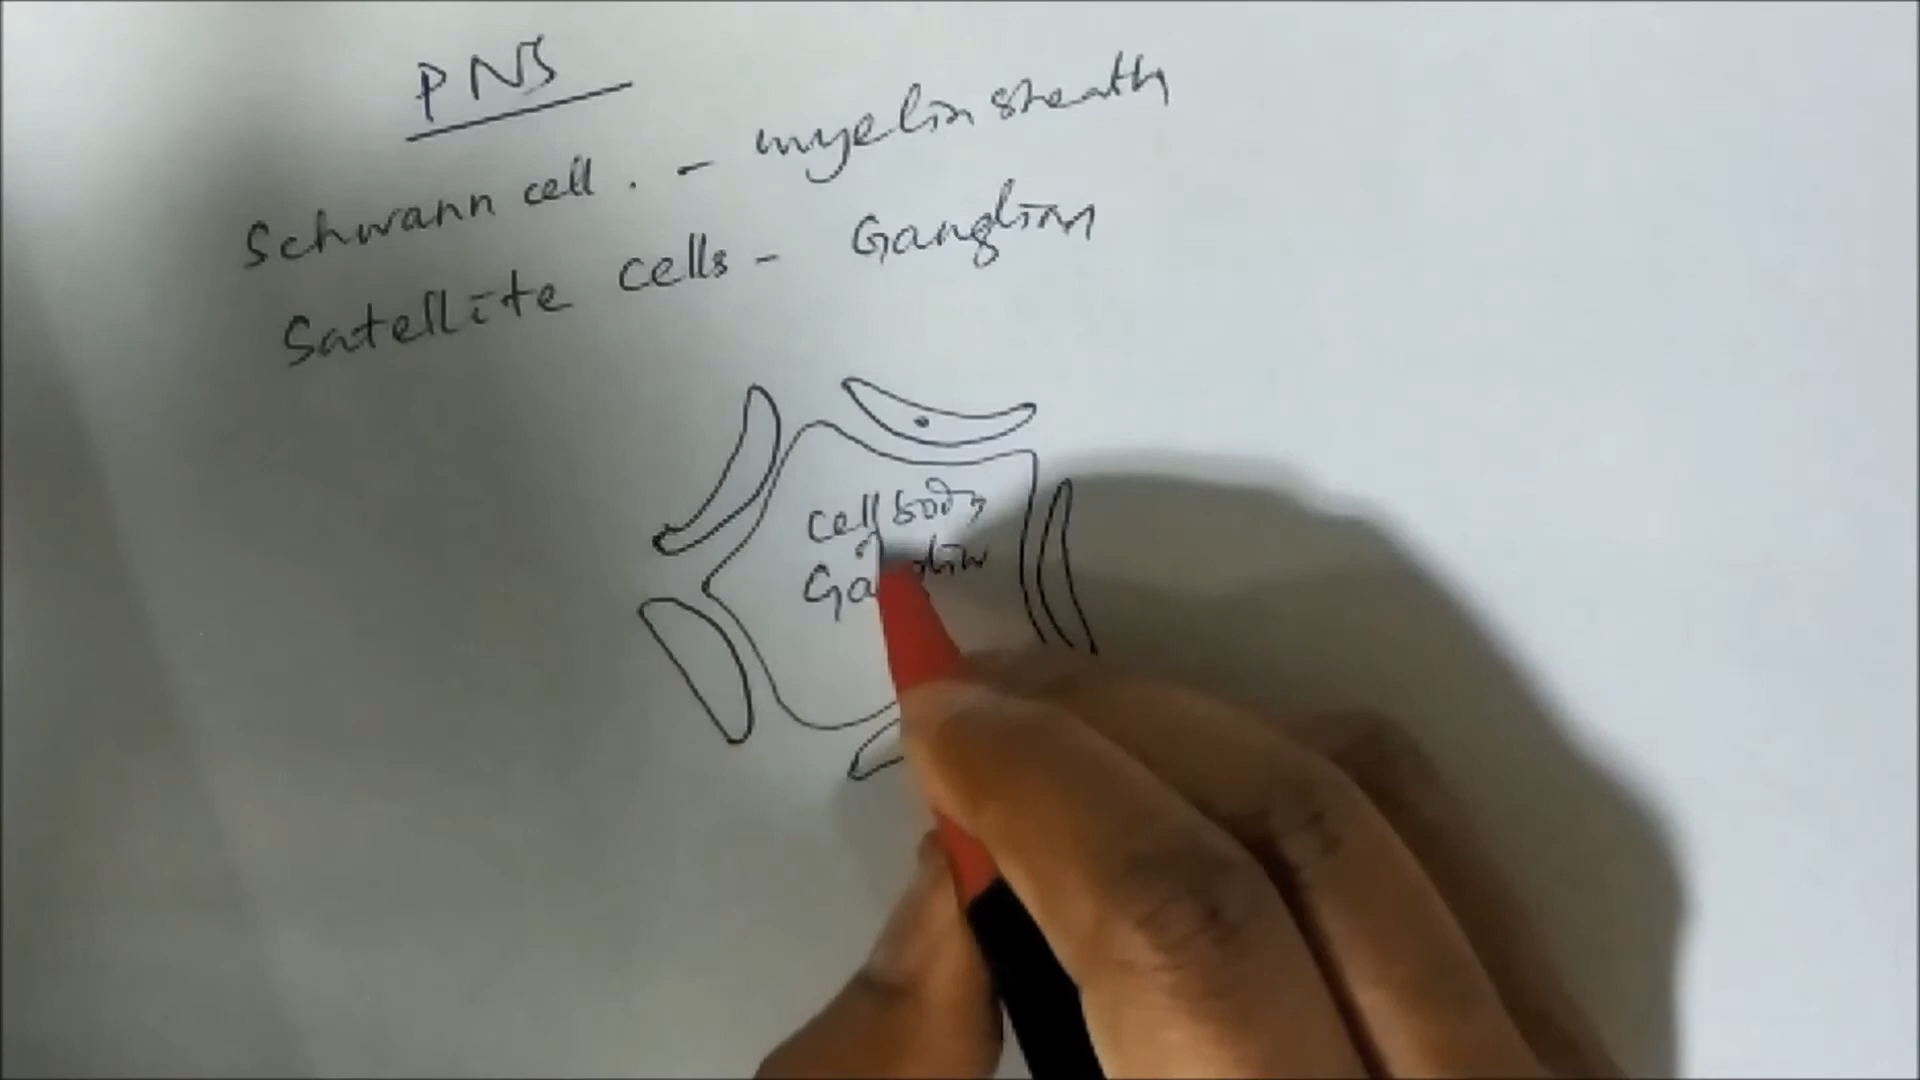 PNS
Schwann cell. - myelin sheath
Satellite cells - Ganglion
cell body